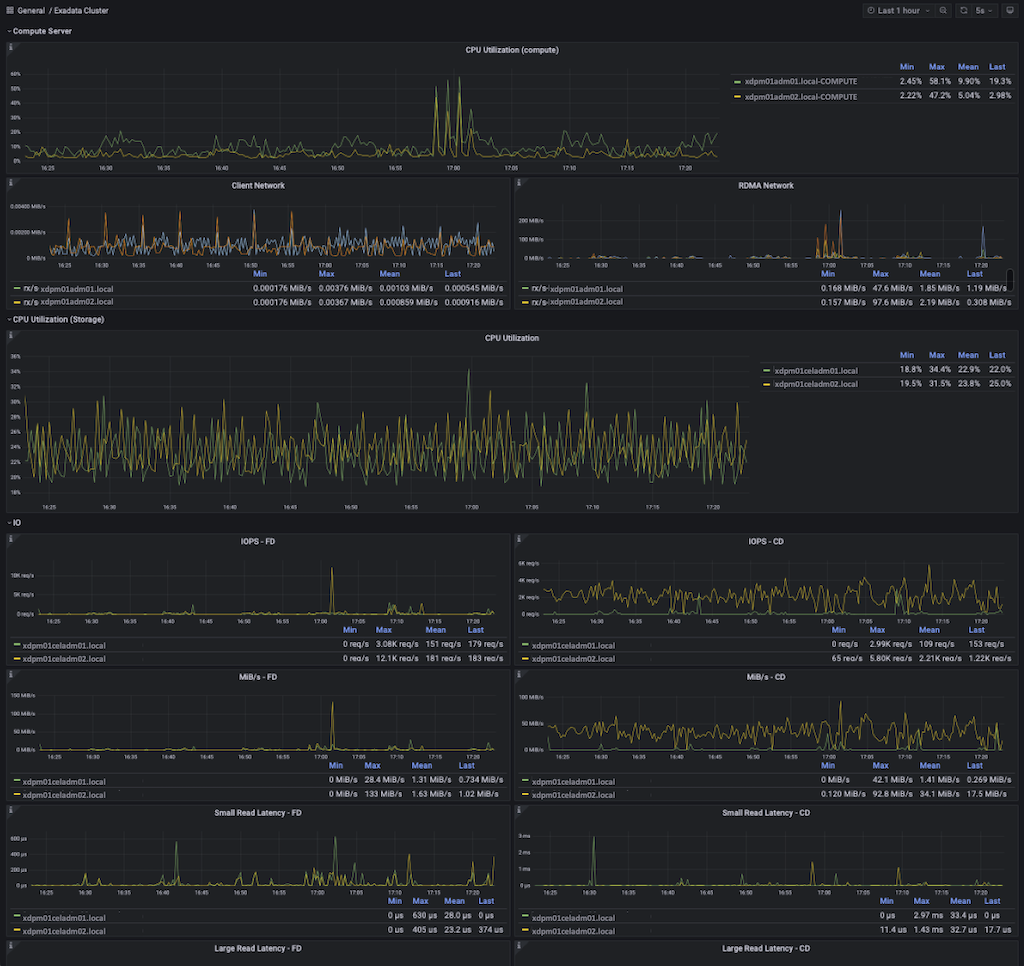 General / Exadata Cluster
Last 1 hour
5s
Compute Server
CPU Utilization (compute)
60%
50%
40%
30%
20%
10%
0%
16:25 16:30 16:35 16:40 16:45 16:50 16:55 17:00 17:05 17:10 17:15 17:20
Min Max Mean Last
xdpm01adm01.local-COMPUTE 2.45% 58.1% 9.90% 19.3%
xdpm01adm02.local-COMPUTE 2.22% 47.2% 5.04% 2.98%
Client Network
0.00400 MiB/s
0.00200 MiB/s
0 MiB/s
16:25 16:30 16:35 16:40 16:45 16:50 16:55 17:00 17:05 17:10 17:15 17:20
Min Max Mean Last
rx/s xdpm01adm01.local 0.000176 MiB/s 0.00376 MiB/s 0.00103 MiB/s 0.000545 MiB/s
rx/s xdpm01adm02.local 0.000176 MiB/s 0.00367 MiB/s 0.000859 MiB/s 0.000916 MiB/s
RDMA Network
200 MiB/s
100 MiB/s
0 MiB/s
16:25 16:30 16:35 16:40 16:45 16:50 16:55 17:00 17:05 17:10 17:15 17:20
Min Max Mean Last
rx/s xdpm01adm01.local 0.168 MiB/s 47.6 MiB/s 1.85 MiB/s 1.19 MiB/s
rx/s xdpm01adm02.local 0.157 MiB/s 97.6 MiB/s 2.19 MiB/s 0.308 MiB/s
CPU Utilization (Storage)
CPU Utilization
36%
34%
32%
30%
28%
26%
24%
22%
20%
18%
16:25 16:30 16:35 16:40 16:45 16:50 16:55 17:00 17:05 17:10 17:15 17:20
Min Max Mean Last
xdpm01celadm01.local 18.8% 34.4% 22.9% 22.0%
xdpm01celadm02.local 19.5% 31.5% 23.8% 25.0%
IO
IOPS - FD
10K req/s
5K req/s
0 req/s
16:25 16:30 16:35 16:40 16:45 16:50 16:55 17:00 17:05 17:10 17:15 17:20
Min Max Mean Last
xdpm01celadm01.local 0 req/s 3.08K req/s 151 req/s 179 req/s
xdpm01celadm02.local 0 req/s 12.1K req/s 181 req/s 183 req/s
IOPS - CD
6K req/s
4K req/s
2K req/s
0 req/s
16:25 16:30 16:35 16:40 16:45 16:50 16:55 17:00 17:05 17:10 17:15 17:20
Min Max Mean Last
xdpm01celadm01.local 0 req/s 2.99K req/s 109 req/s 153 req/s
xdpm01celadm02.local 65 req/s 5.80K req/s 2.21K req/s 1.22K req/s
MiB/s - FD
150 MiB/s
100 MiB/s
50 MiB/s
0 MiB/s
16:25 16:30 16:35 16:40 16:45 16:50 16:55 17:00 17:05 17:10 17:15 17:20
Min Max Mean Last
xdpm01celadm01.local 0 MiB/s 28.4 MiB/s 1.31 MiB/s 0.734 MiB/s
xdpm01celadm02.local 0 MiB/s 133 MiB/s 1.63 MiB/s 1.02 MiB/s
MiB/s - CD
100 MiB/s
50 MiB/s
0 MiB/s
16:25 16:30 16:35 16:40 16:45 16:50 16:55 17:00 17:05 17:10 17:15 17:20
Min Max Mean Last
xdpm01celadm01.local 0 MiB/s 42.1 MiB/s 1.41 MiB/s 0.269 MiB/s
xdpm01celadm02.local 0.120 MiB/s 92.8 MiB/s 34.1 MiB/s 17.5 MiB/s
Small Read Latency - FD
600 µs
400 µs
200 µs
0 µs
16:25 16:30 16:35 16:40 16:45 16:50 16:55 17:00 17:05 17:10 17:15 17:20
Min Max Mean Last
xdpm01celadm01.local 0 µs 630 µs 28.0 µs 0 µs
xdpm01celadm02.local 0 us 405 us 23.2 us 374 us
Small Read Latency - CD
3 ms
2 ms
1 ms
0 µs
16:25 16:30 16:35 16:40 16:45 16:50 16:55 17:00 17:05 17:10 17:15 17:20
Min Max Mean Last
xdpm01celadm01.local 0 µs 2.97 ms 33.4 µs 0 µs
xdpm01celadm02.local 11.4 us 1.43 ms 32.7 us 17.7 us
Large Read Latency - FD
Large Read Latency - CD